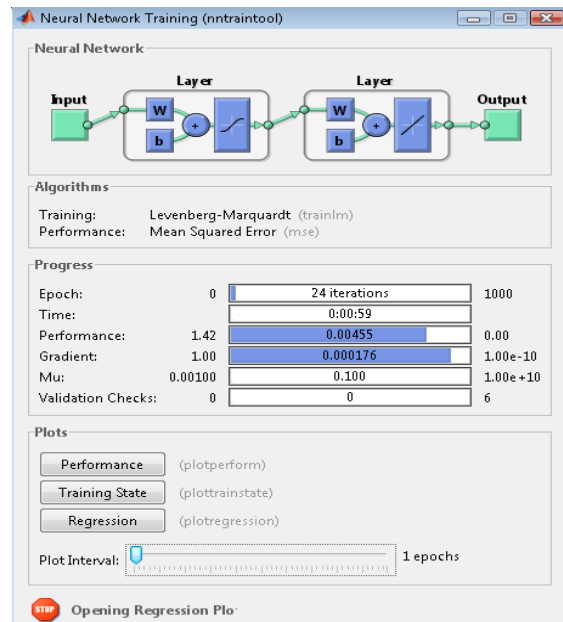 Neural Network Training (nntraintool)
Neural Network
Layer Layer
Input Output
W W
b b
+ +
Algorithms
Training: Levenberg-Marquardt (trainlm)
Performance: Mean Squared Error (mse)
Progress
Epoch: 0 24 iterations 1000
Time: 0:00:59
Performance: 1.42 0.00455 0.00
Gradient: 1.00 0.000176 1.00e-10
Mu: 0.00100 0.100 1.00e+10
Validation Checks: 0 0 6
Plots
Performance (plotperform)
Training State (plottrainstate)
Regression (plotregression)
Plot Interval: 1 epochs
STOP Opening Regression Plo